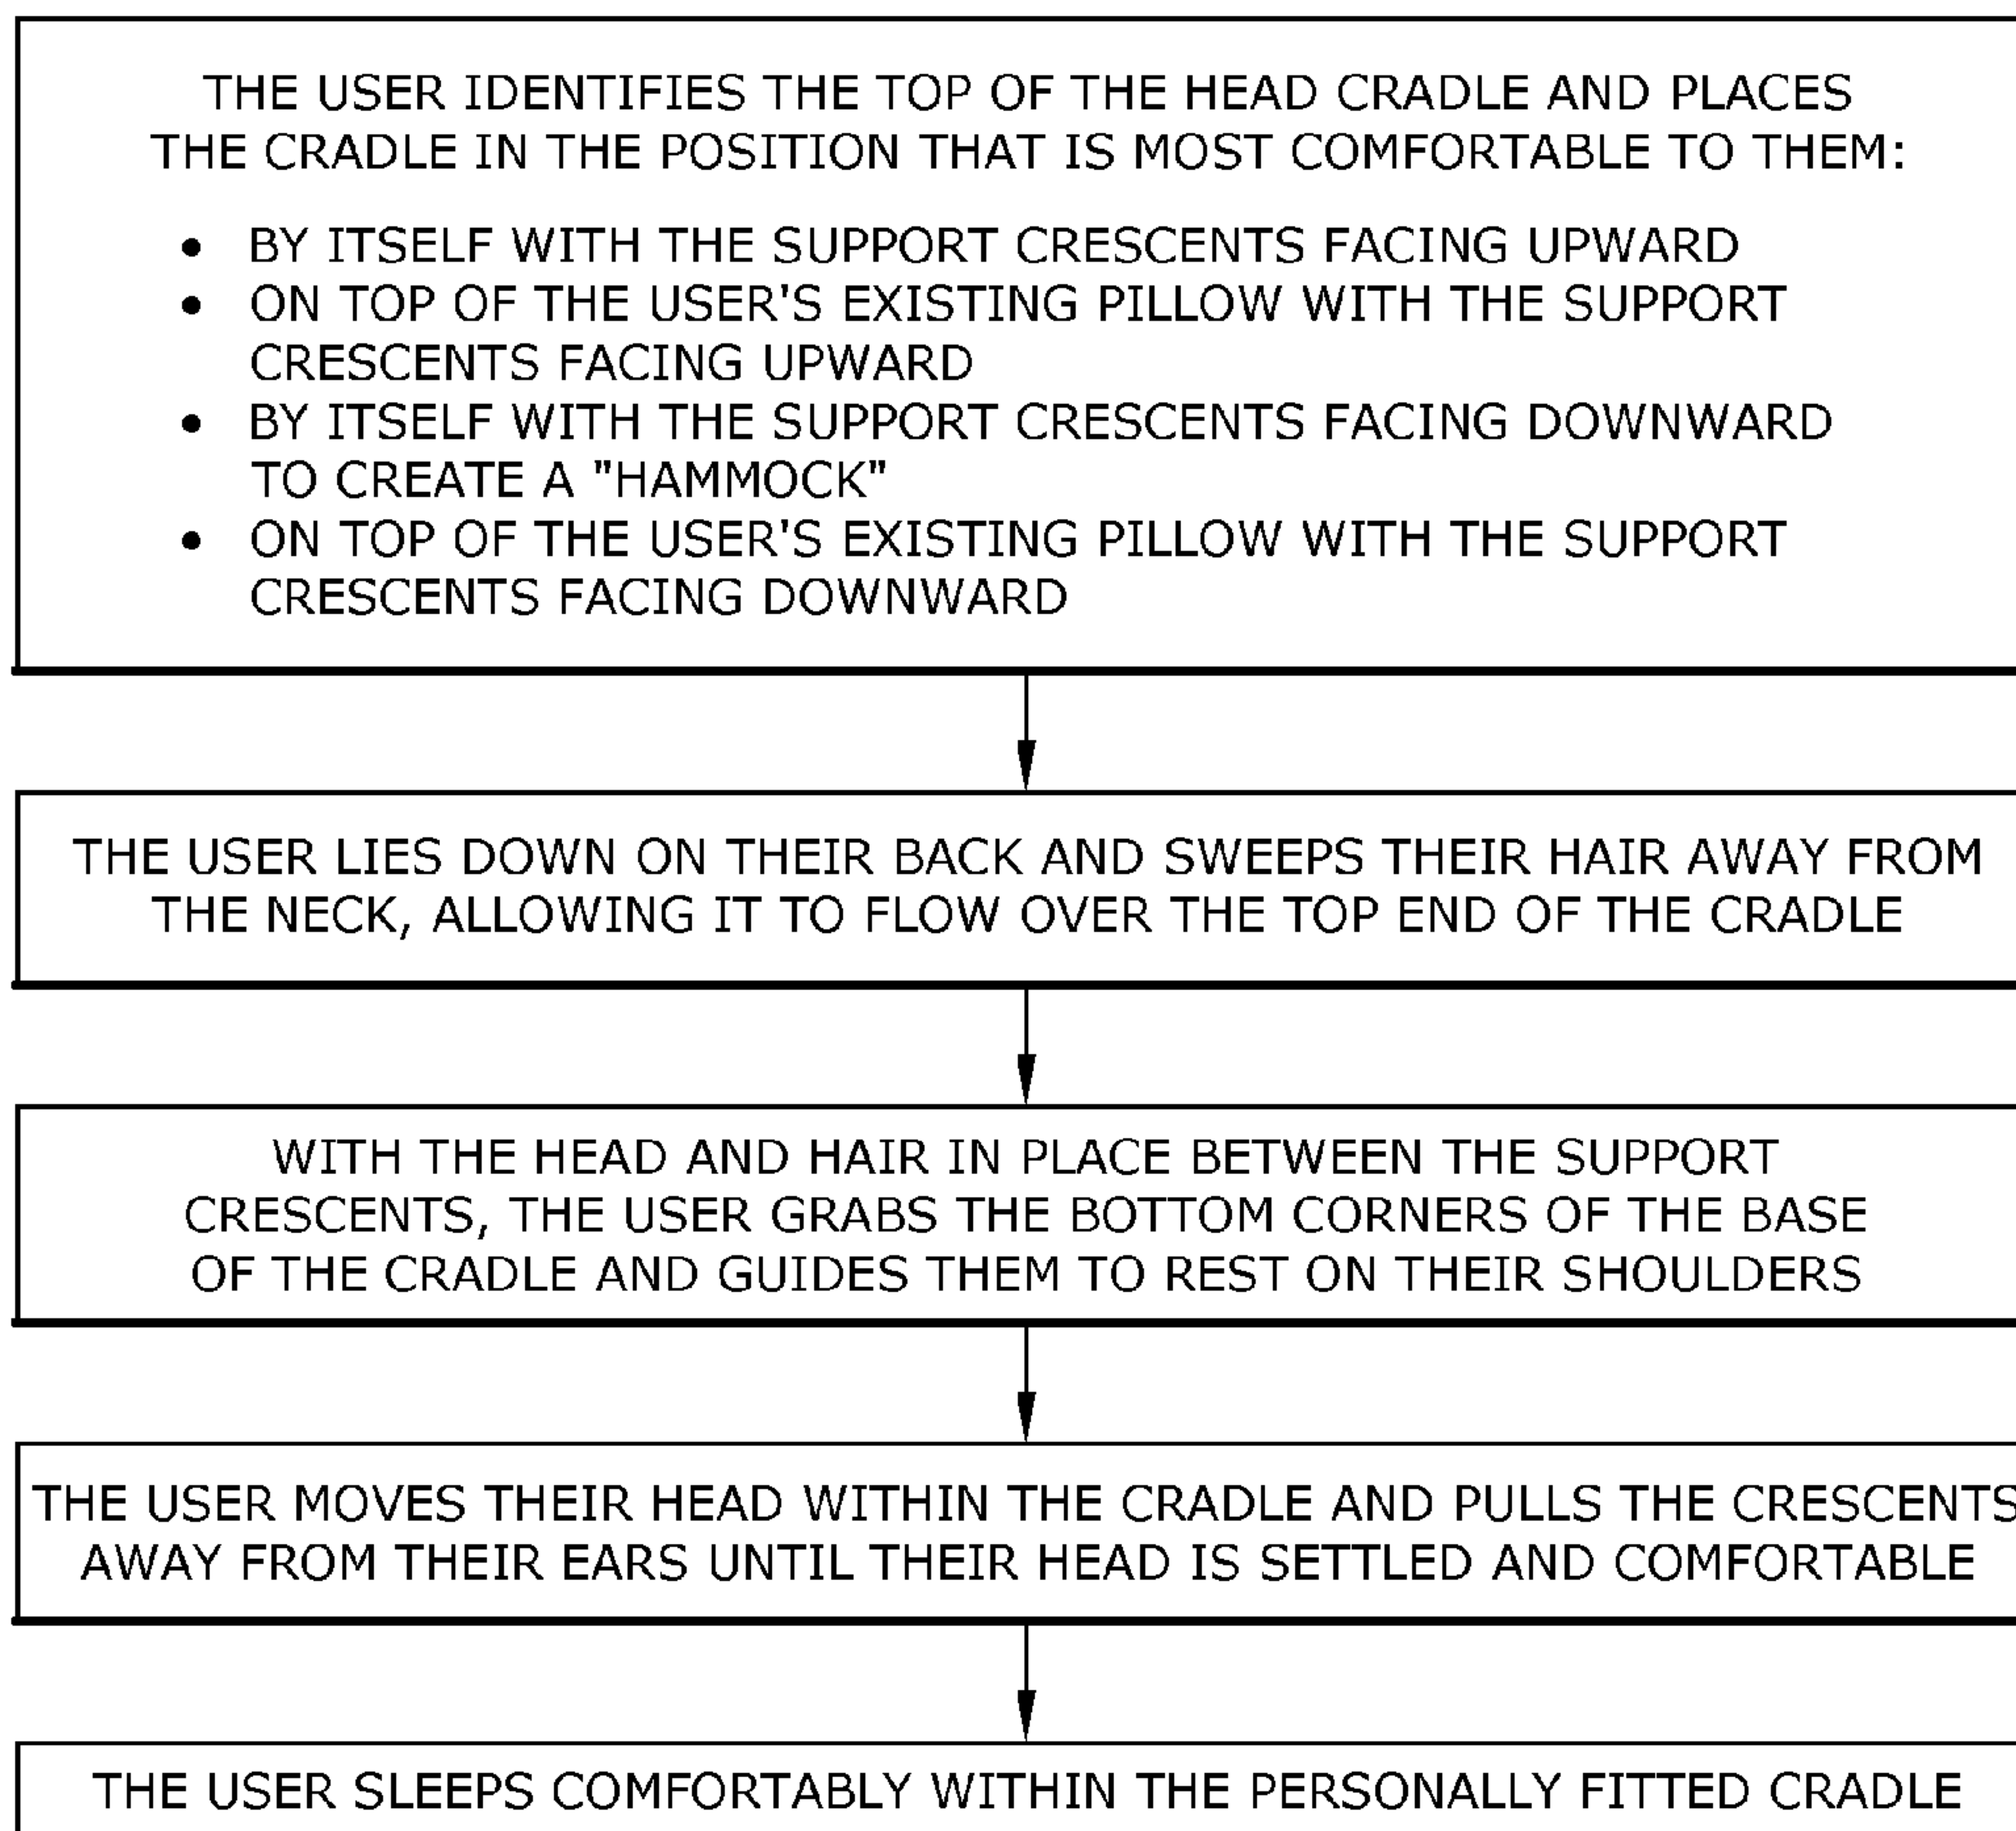 THE USER IDENTIFIES THE TOP OF THE HEAD CRADLE AND PLACES
THE CRADLE IN THE POSITION THAT IS MOST COMFORTABLE TO THEM:
• BY ITSELF WITH THE SUPPORT CRESCENTS FACING UPWARD
• ON TOP OF THE USER'S EXISTING PILLOW WITH THE SUPPORT
CRESCENTS FACING UPWARD
• BY ITSELF WITH THE SUPPORT CRESCENTS FACING DOWNWARD
TO CREATE A "HAMMOCK"
• ON TOP OF THE USER'S EXISTING PILLOW WITH THE SUPPORT
CRESCENTS FACING DOWNWARD
THE USER LIES DOWN ON THEIR BACK AND SWEEPS THEIR HAIR AWAY FROM
THE NECK, ALLOWING IT TO FLOW OVER THE TOP END OF THE CRADLE
WITH THE HEAD AND HAIR IN PLACE BETWEEN THE SUPPORT
CRESCENTS, THE USER GRABS THE BOTTOM CORNERS OF THE BASE
OF THE CRADLE AND GUIDES THEM TO REST ON THEIR SHOULDERS
THE USER MOVES THEIR HEAD WITHIN THE CRADLE AND PULLS THE CRESCENTS
AWAY FROM THEIR EARS UNTIL THEIR HEAD IS SETTLED AND COMFORTABLE
THE USER SLEEPS COMFORTABLY WITHIN THE PERSONALLY FITTED CRADLE